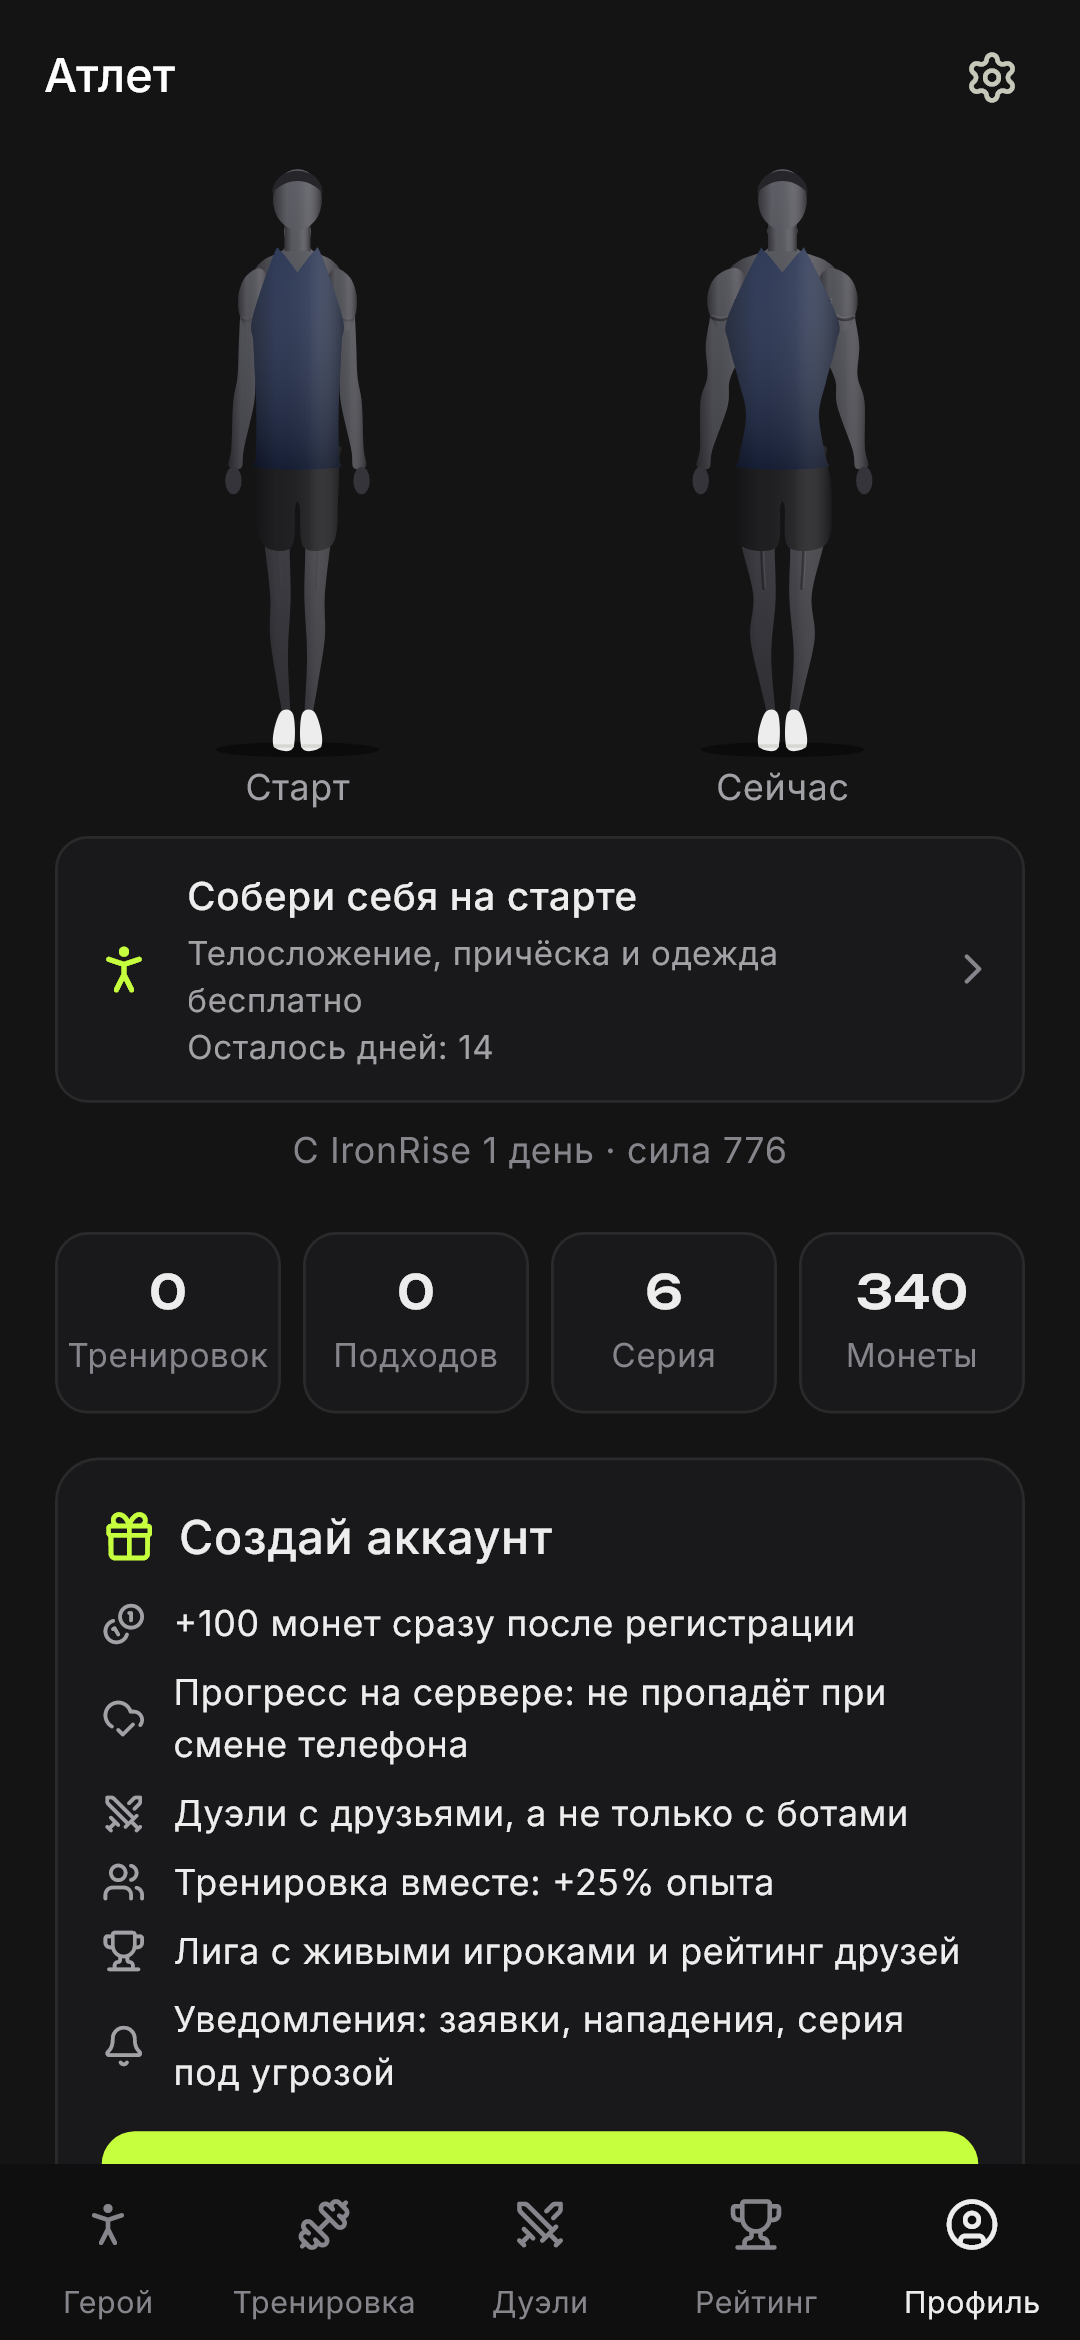 Атлет
Старт
Сейчас
Собери себя на старте
Телосложение, причёска и одежда
бесплатно
Осталось дней: 14
С IronRise 1 день · сила 776
0
Тренировок
0
Подходов
6
Серия
340
Монеты
Создай аккаунт
+100 монет сразу после регистрации
Прогресс на сервере: не пропадёт при
смене телефона
Дуэли с друзьями, а не только с ботами
Тренировка вместе: +25% опыта
Лига с живыми игроками и рейтинг друзей
Уведомления: заявки, нападения, серия
под угрозой
Герой
Тренировка
Дуэли
Рейтинг
Профиль